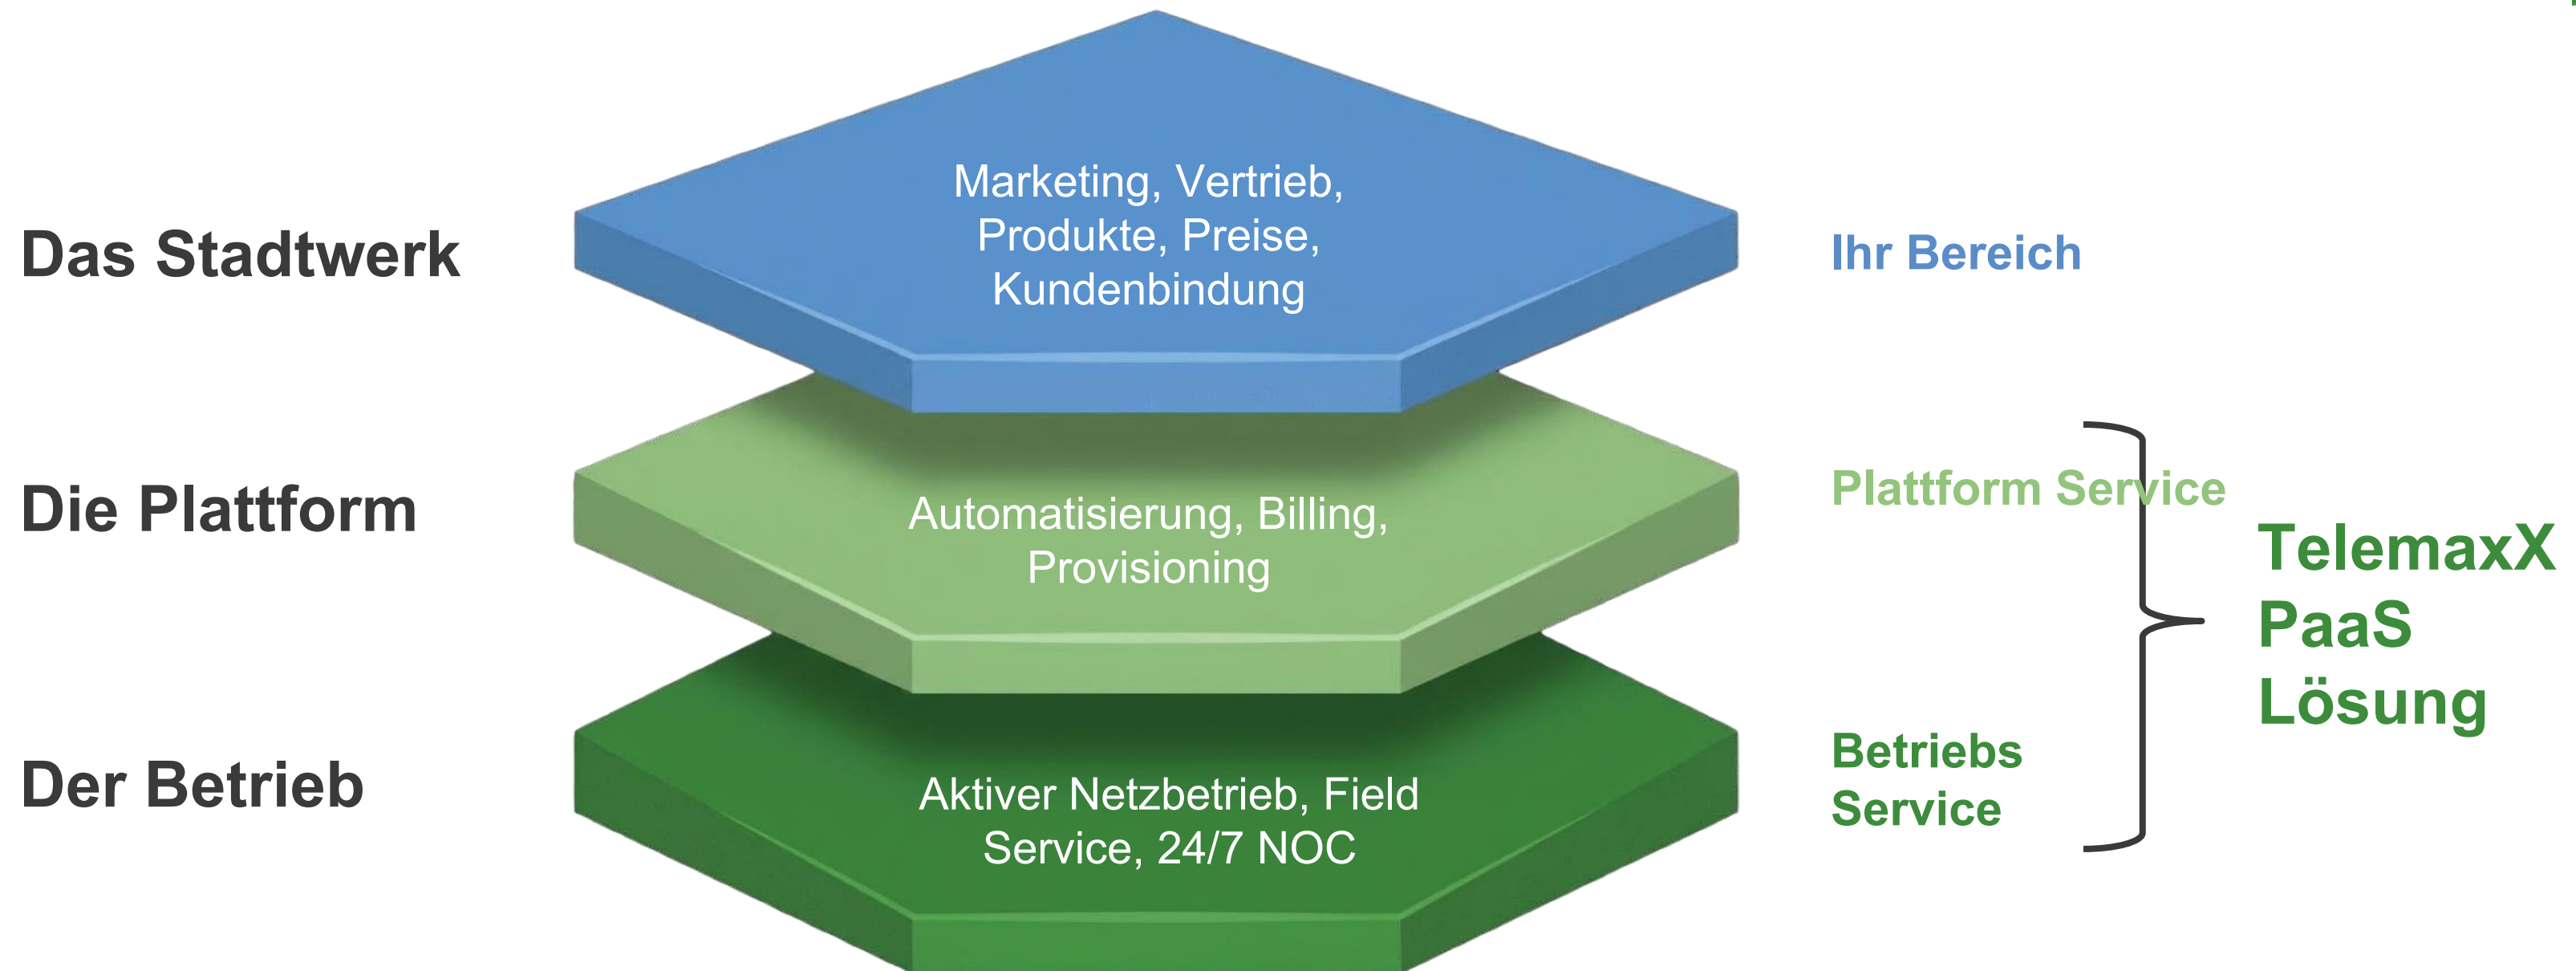 Das Stadtwerk
Marketing, Vertrieb,
Produkte, Preise,
Kundenbindung
Ihr Bereich
Die Plattform
Automatisierung, Billing,
Provisioning
Plattform Service
Der Betrieb
Aktiver Netzbetrieb, Field
Service, 24/7 NOC
Betriebs
Service
TelemaxX
PaaS
Lösung